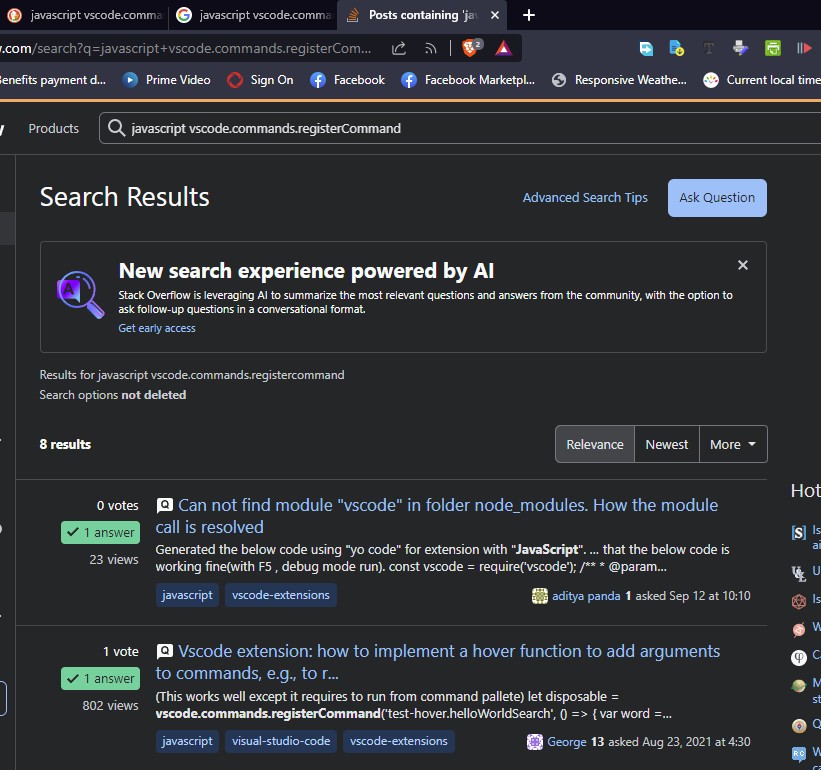 javascript vscode.comma
javascript vscode.comma
Posts containing 'ja
.com/search?q=javascript+vscode.commands.registerCom...
2
enefits payment d...
Prime Video
Sign On
Facebook
Facebook Marketpl...
Responsive Weathe...
Current local time
Products
javascript vscode.commands.registerCommand
Search Results
Advanced Search Tips
Ask Question
New search experience powered by AI
Stack Overflow is leveraging AI to summarize the most relevant questions and answers from the community, with the option to
ask follow-up questions in a conversational format.
Get early access
Results for javascript vscode.commands.registercommand
Search options not deleted
8 results
Relevance
Newest
More
Hot
0 votes
1 answer
23 views
Can not find module "vscode" in folder node_modules. How the module
call is resolved
Generated the below code using "yo code" for extension with "JavaScript". ... that the below code is
working fine(with F5 , debug mode run). const vscode = require('vscode'); /** * @param...
javascript
vscode-extensions
aditya panda 1 asked Sep 12 at 10:10
1 vote
1 answer
802 views
Vscode extension: how to implement a hover function to add arguments
to commands, e.g., to r...
(This works well except it requires to run from command pallete) let disposable =
vscode.commands.registerCommand('test-hover.helloWorldSearch', () => { var word =...
javascript
visual-studio-code
vscode-extensions
George 13 asked Aug 23, 2021 at 4:30